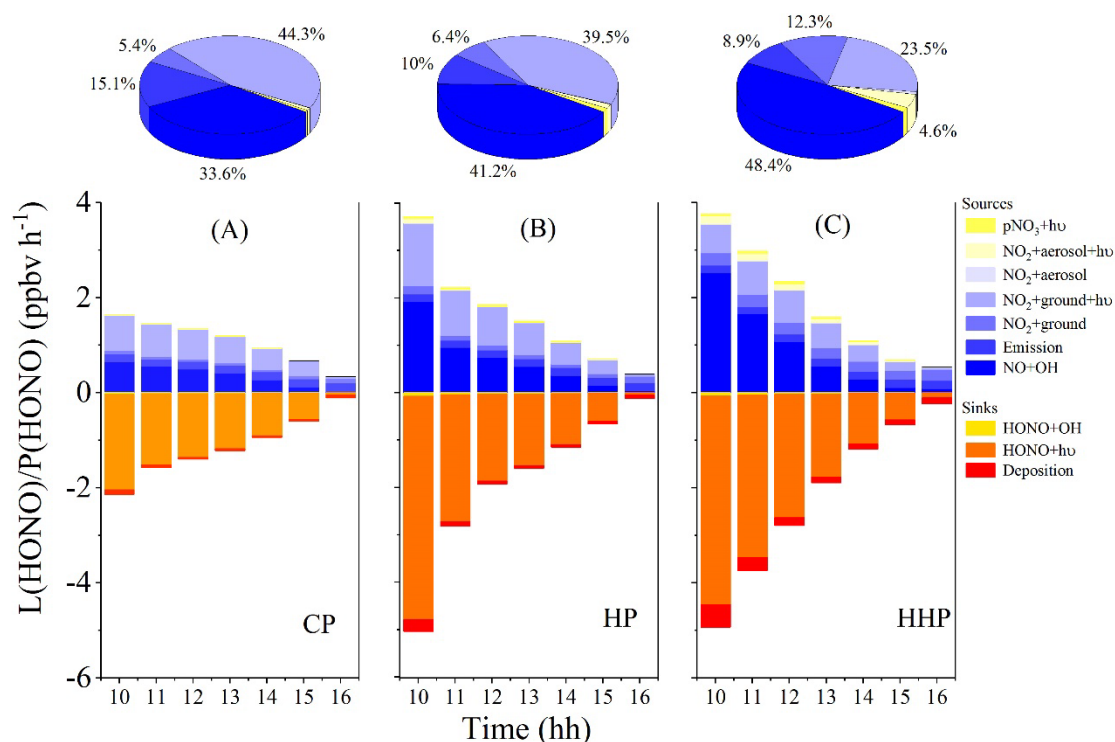 44.3%
5.4%
15.1%
33.6%
39.5%
6.4%
10%
41.2%
12.3%
8.9%
23.5%
4.6%
48.4%
L(HONO)/P(HONO) (ppbv h⁻¹)
4
2
0
-2
-4
-6
(A)
(B)
(C)
CP
HP
HHP
Sources
pNO₃+hυ
NO₂+aerosol+hυ
NO₂+aerosol
NO₂+ground+hυ
NO₂+ground
Emission
NO+OH
Sinks
HONO+OH
HONO+hυ
Deposition
10 11 12 13 14 15 16
10 11 12 13 14 15 16
10 11 12 13 14 15 16
Time (hh)